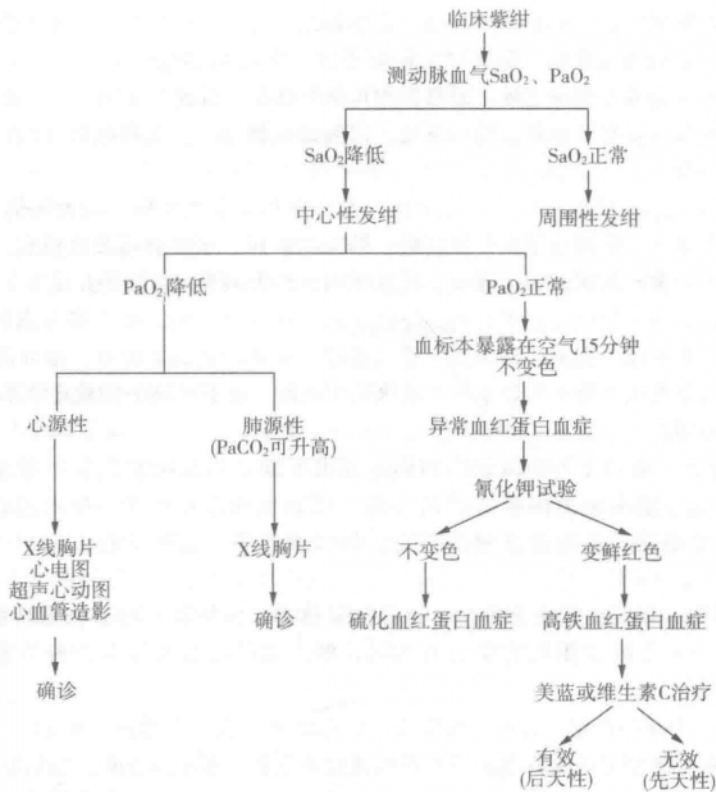 临床紫绀
测动脉血气SaO₂、PaO₂
SaO₂降低
SaO₂正常
中心性发绀
周围性发绀
PaO₂降低
PaO₂正常
血标本暴露在空气15分钟
不变色
心源性
肺源性
(PaCO₂可升高)
异常血红蛋白血症
氰化钾试验
X线胸片
心电图
超声心动图
心血管造影
X线胸片
不变色
变鲜红色
确诊
硫化血红蛋白血症
高铁血红蛋白血症
确诊
美蓝或维生素C治疗
有效
(后天性)
无效
(先天性)